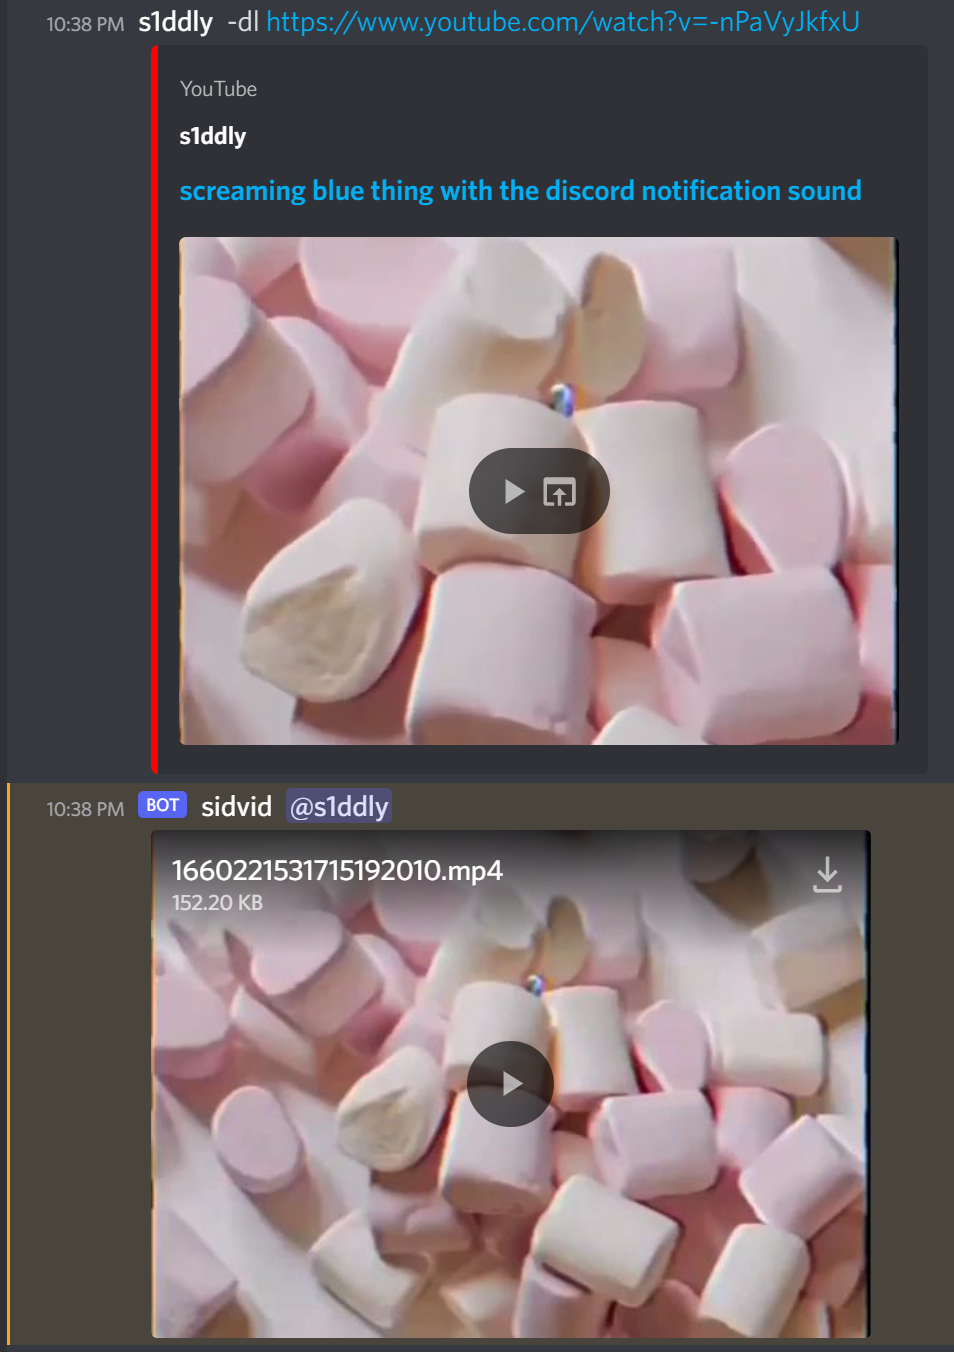 10:38 PM s1ddly -dl https://www.youtube.com/watch?v=-nPaVyJkfxU
YouTube
s1ddly
screaming blue thing with the discord notification sound
10:38 PM BOT sidvid @s1ddly
1660221531715192010.mp4
152.20 KB